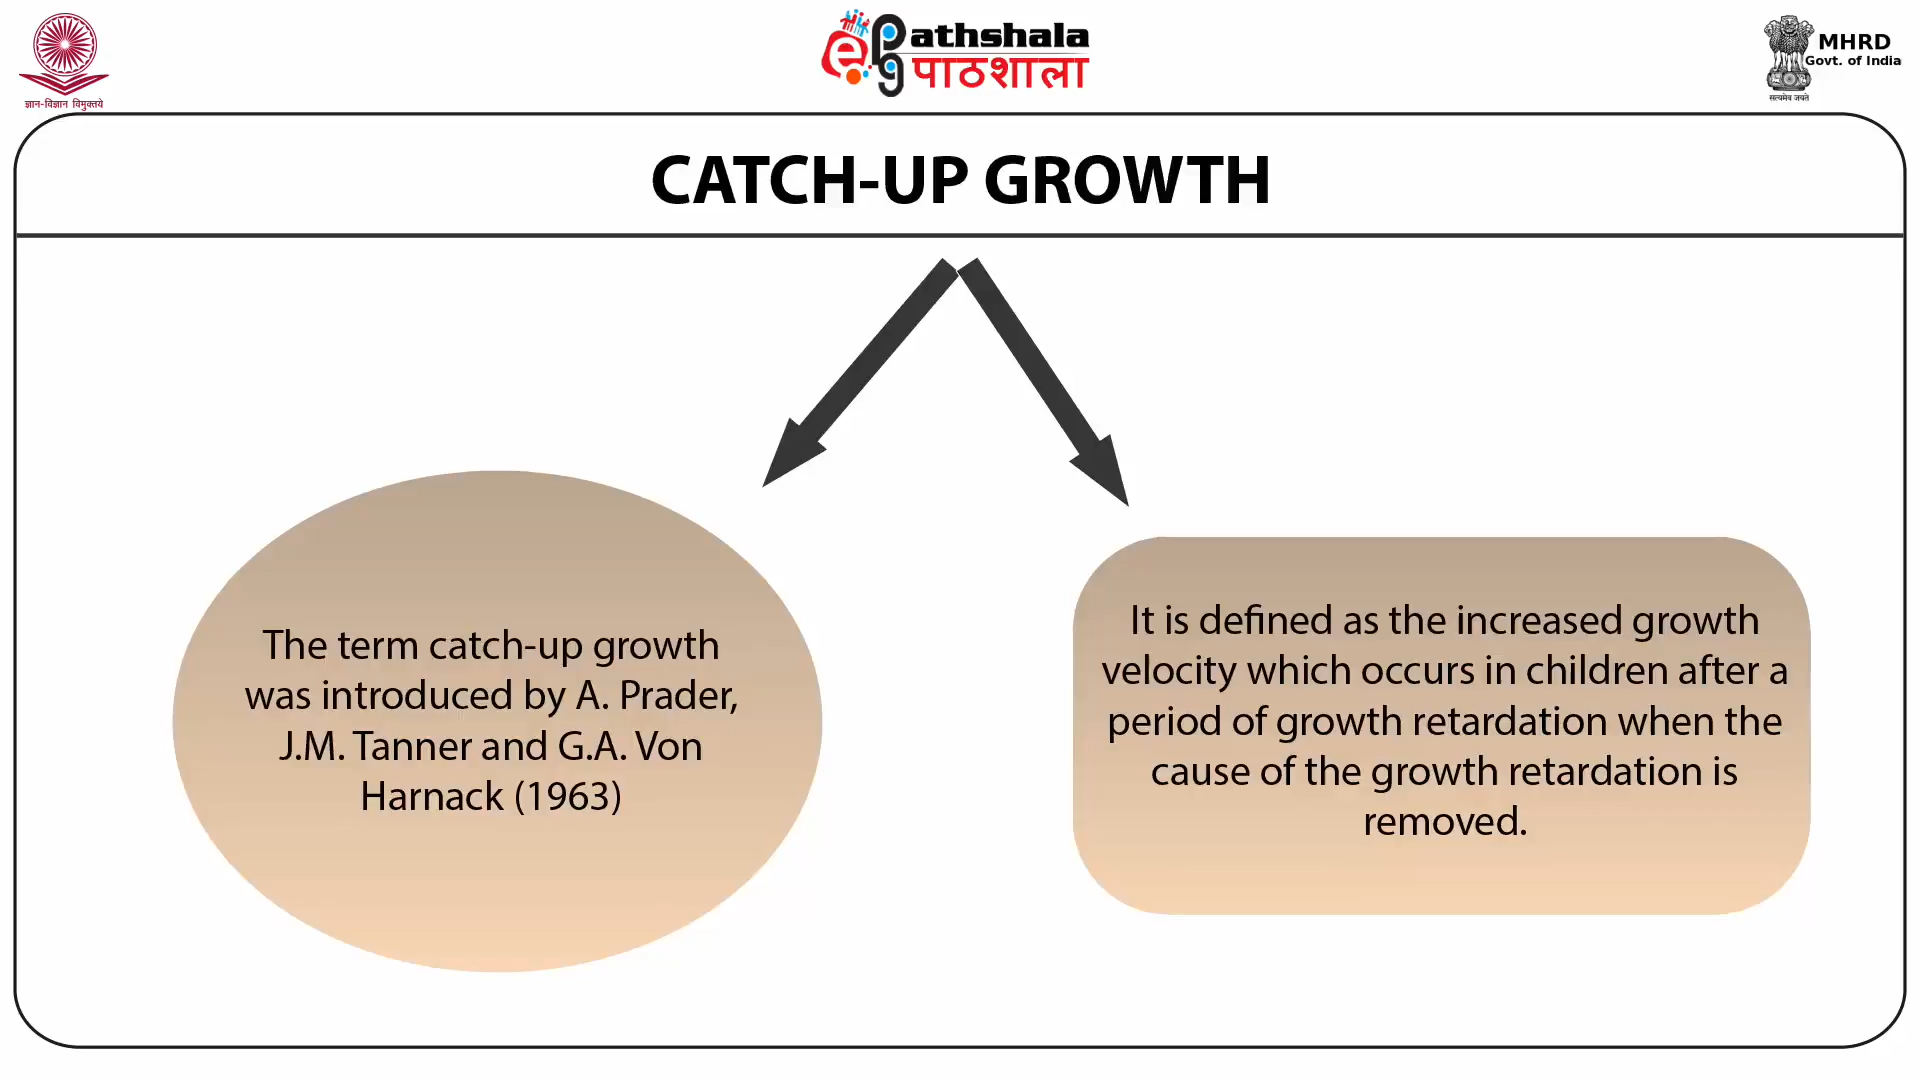 ज्ञान-विज्ञान विमुक्तये
ePathshala
पाठशाला
MHRD
Govt. of India
सत्यमेव जयते
CATCH-UP GROWTH
The term catch-up growth
was introduced by A. Prader,
J.M. Tanner and G.A. Von
Harnack (1963)
It is defined as the increased growth
velocity which occurs in children after a
period of growth retardation when the
cause of the growth retardation is
removed.